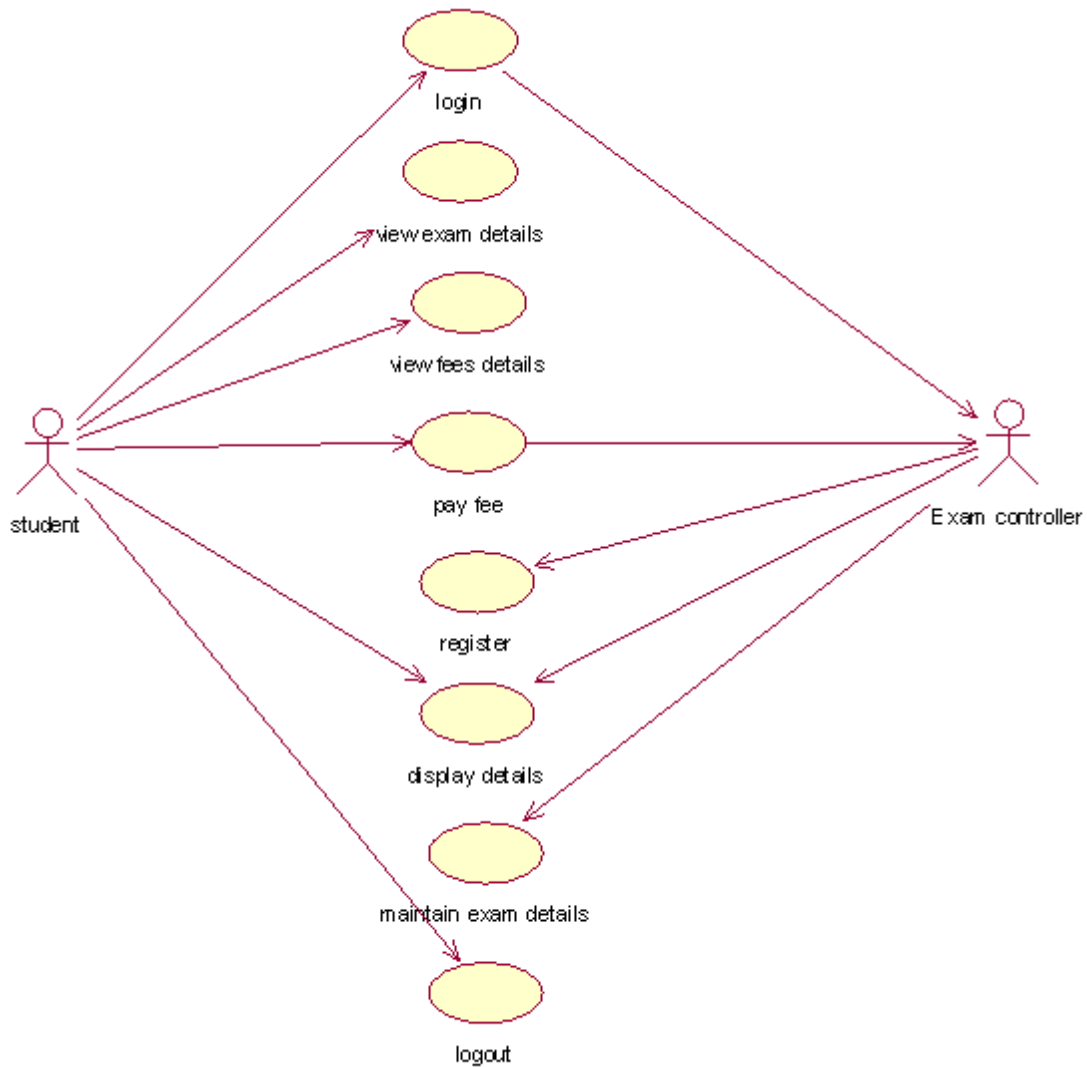 login
view exam details
view fees details
pay fee
student
Exam controller
register
display details
maintain exam details
logout